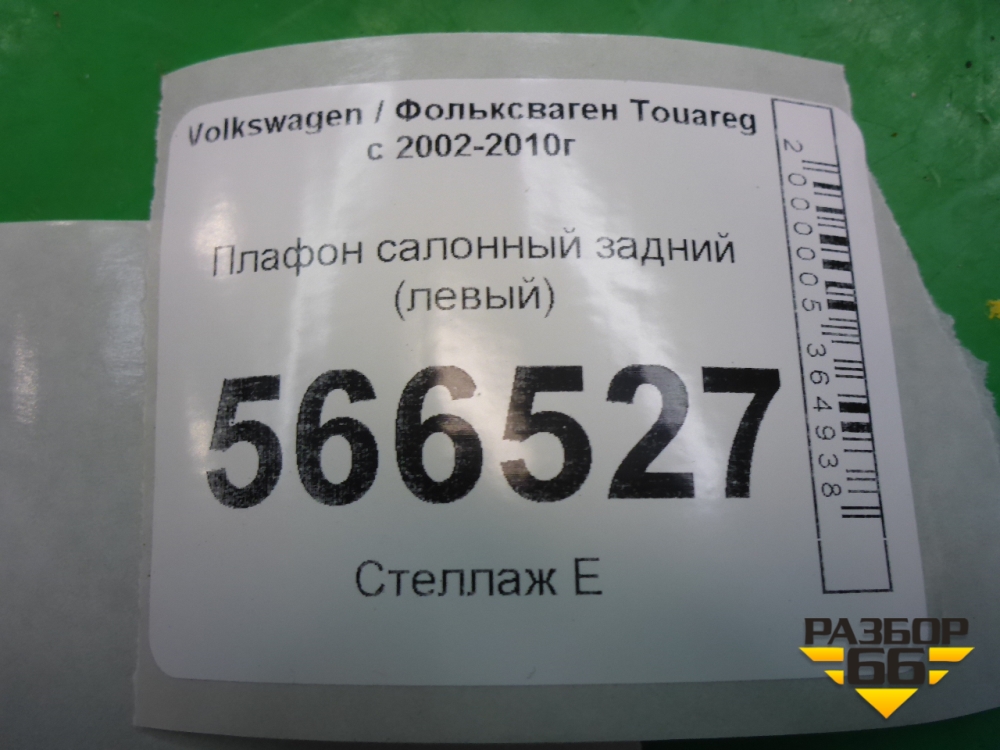 Volkswagen / Фольксваген Touareg
с 2002-2010г
Плафон салонный задний
(левый)
566527
Стеллаж Е
2000005364938
РАЗБОР
66